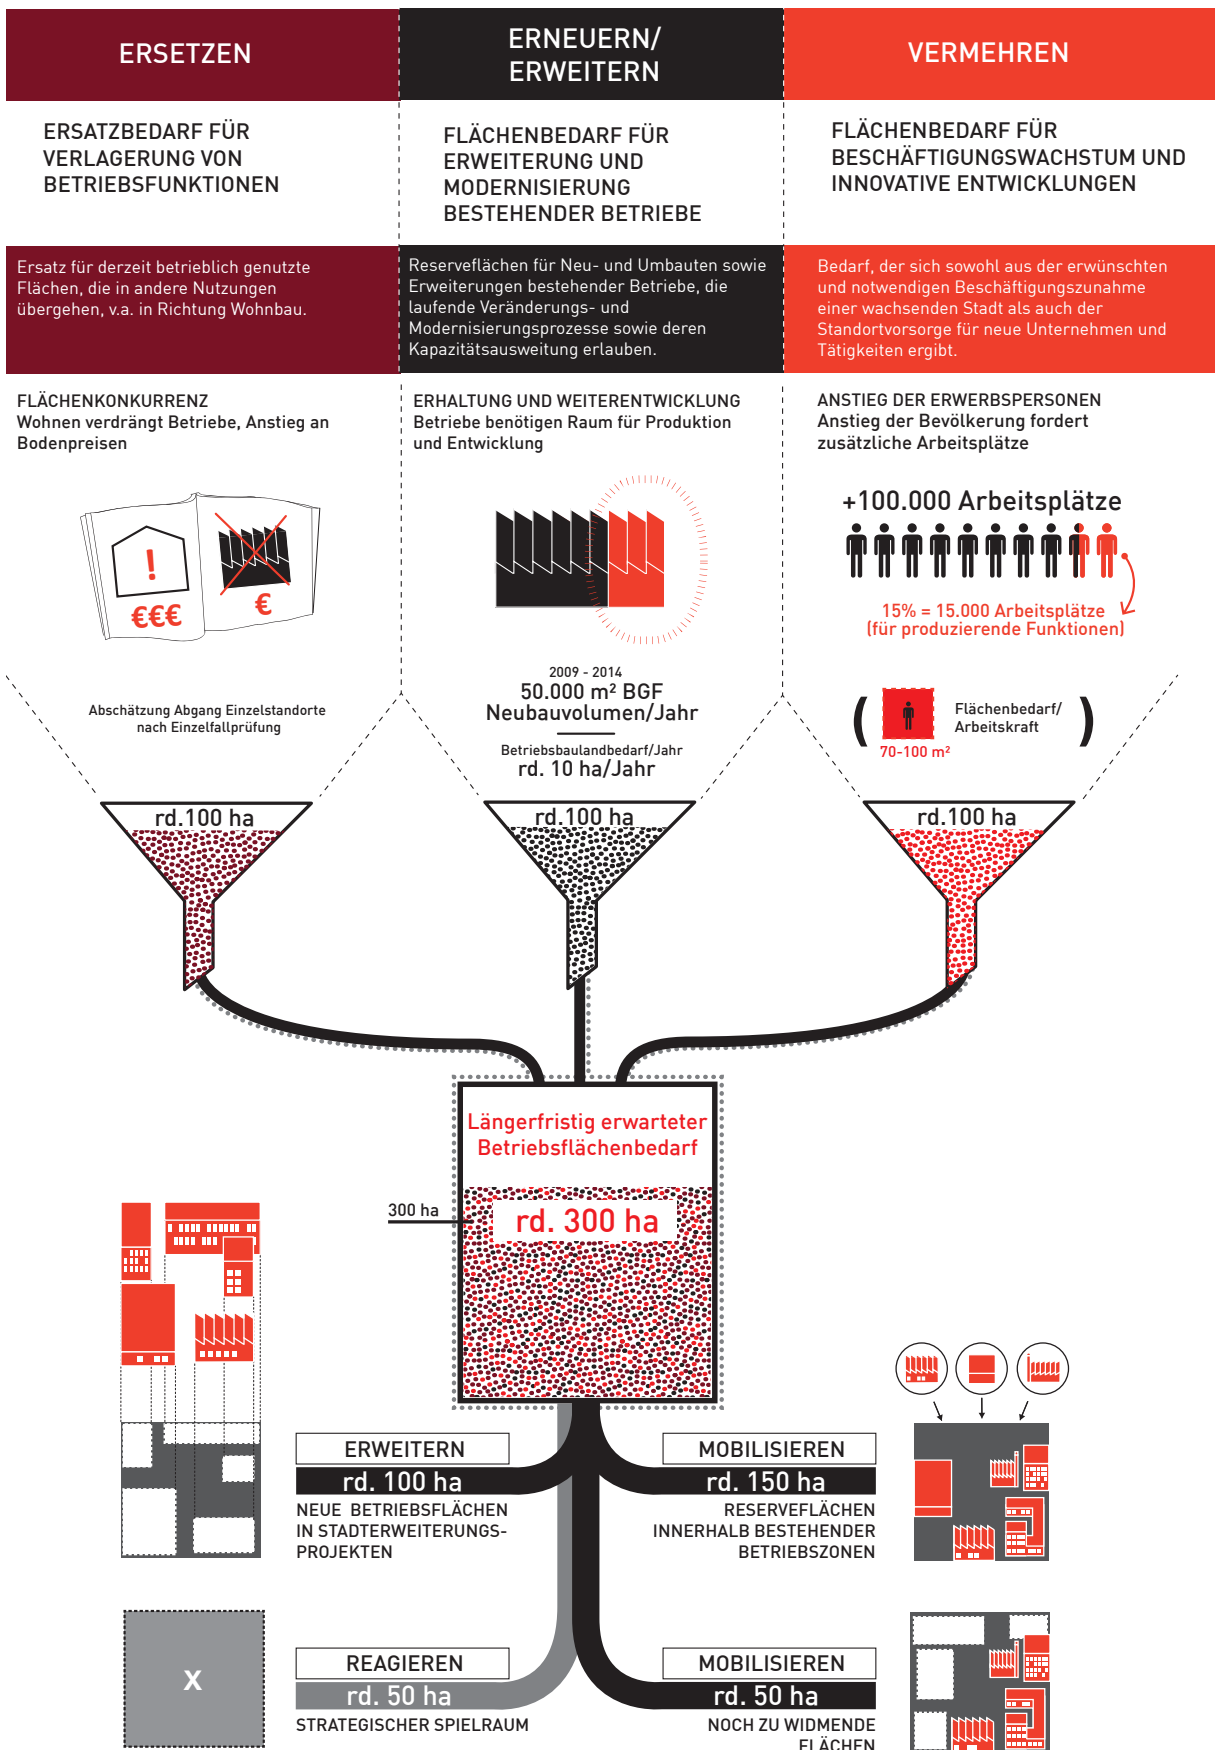 ERSETZEN
ERSATZBEDARF FÜR
VERLAGERUNG VON
BETRIEBSFUNKTIONEN
Ersatz für derzeit betrieblich genutzte
Flächen, die in andere Nutzungen
übergehen, v.a. in Richtung Wohnbau.
FLÄCHENKONKURRENZ
Wohnen verdrängt Betriebe, Anstieg an
Bodenpreisen
!
€€€
€
Abschätzung Abgang Einzelstandorte
nach Einzelfallprüfung
rd.100 ha
ERNEUERN/
ERWEITERN
FLÄCHENBEDARF FÜR
ERWEITERUNG UND
MODERNISIERUNG
BESTEHENDER BETRIEBE
Reserveflächen für Neu- und Umbauten sowie
Erweiterungen bestehender Betriebe, die
laufende Veränderungs- und
Modernisierungsprozesse sowie deren
Kapazitätsausweitung erlauben.
ERHALTUNG UND WEITERENTWICKLUNG
Betriebe benötigen Raum für Produktion
und Entwicklung
2009 - 2014
50.000 m² BGF
Neubauvolumen/Jahr
Betriebsbaulandbedarf/Jahr
rd. 10 ha/Jahr
rd.100 ha
VERMEHREN
FLÄCHENBEDARF FÜR
BESCHÄFTIGUNGSWACHSTUM UND
INNOVATIVE ENTWICKLUNGEN
Bedarf, der sich sowohl aus der erwünschten
und notwendigen Beschäftigungszunahme
einer wachsenden Stadt als auch der
Standortvorsorge für neue Unternehmen und
Tätigkeiten ergibt.
ANSTIEG DER ERWERBSPERSONEN
Anstieg der Bevölkerung fordert
zusätzliche Arbeitsplätze
+100.000 Arbeitsplätze
15% = 15.000 Arbeitsplätze
(für produzierende Funktionen)
( Flächenbedarf/ )
Arbeitskraft
70-100 m²
rd.100 ha
Längerfristig erwarteter
Betriebsflächenbedarf
300 ha
rd. 300 ha
ERWEITERN
rd. 100 ha
NEUE BETRIEBSFLÄCHEN
IN STADTERWEITERUNGS-
PROJEKTEN
MOBILISIEREN
rd. 150 ha
RESERVEFLÄCHEN
INNERHALB BESTEHENDER
BETRIEBSZONEN
X
REAGIEREN
rd. 50 ha
STRATEGISCHER SPIELRAUM
MOBILISIEREN
rd. 50 ha
NOCH ZU WIDMENDE
FLÄCHEN